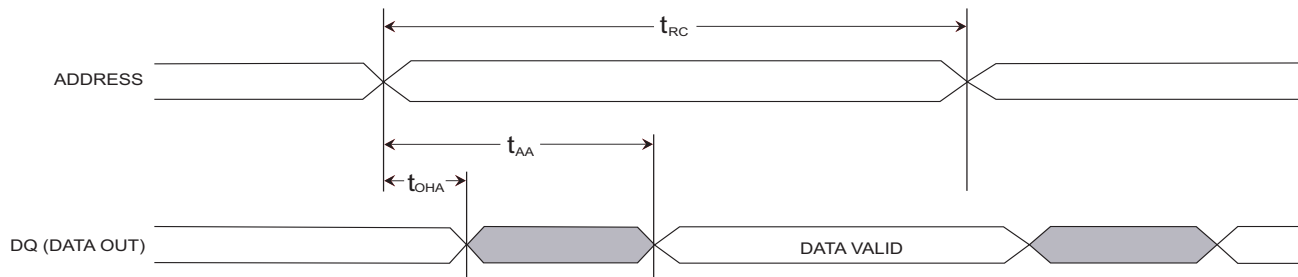 tRC
ADDRESS
tAA
tOHA
DQ (DATA OUT)
DATA VALID